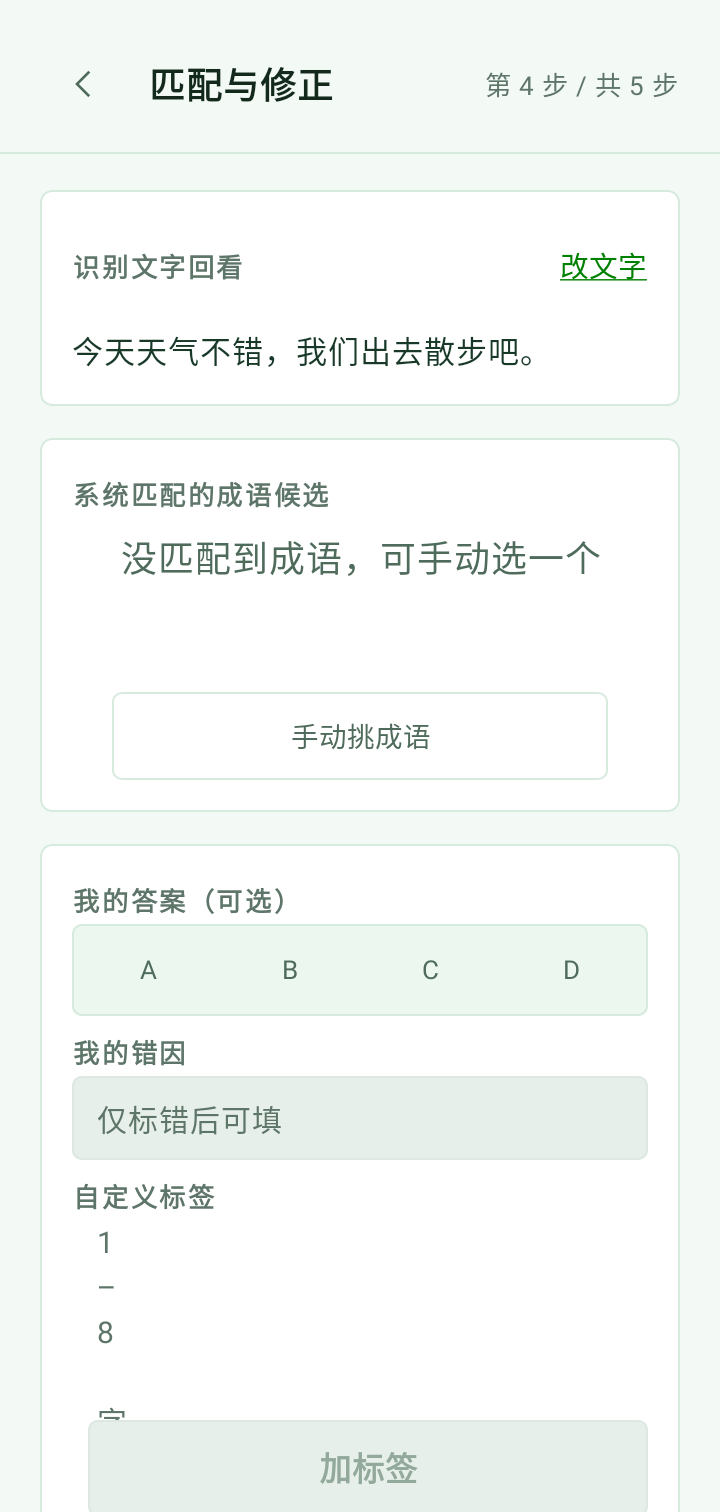 匹配与修正
第 4 步 / 共 5 步
识别文字回看
改文字
今天天气不错，我们出去散步吧。
系统匹配的成语候选
没匹配到成语，可手动选一个
手动挑成语
我的答案（可选）
A B C D
我的错因
仅标错后可填
自定义标签
1
–
8
字
加标签